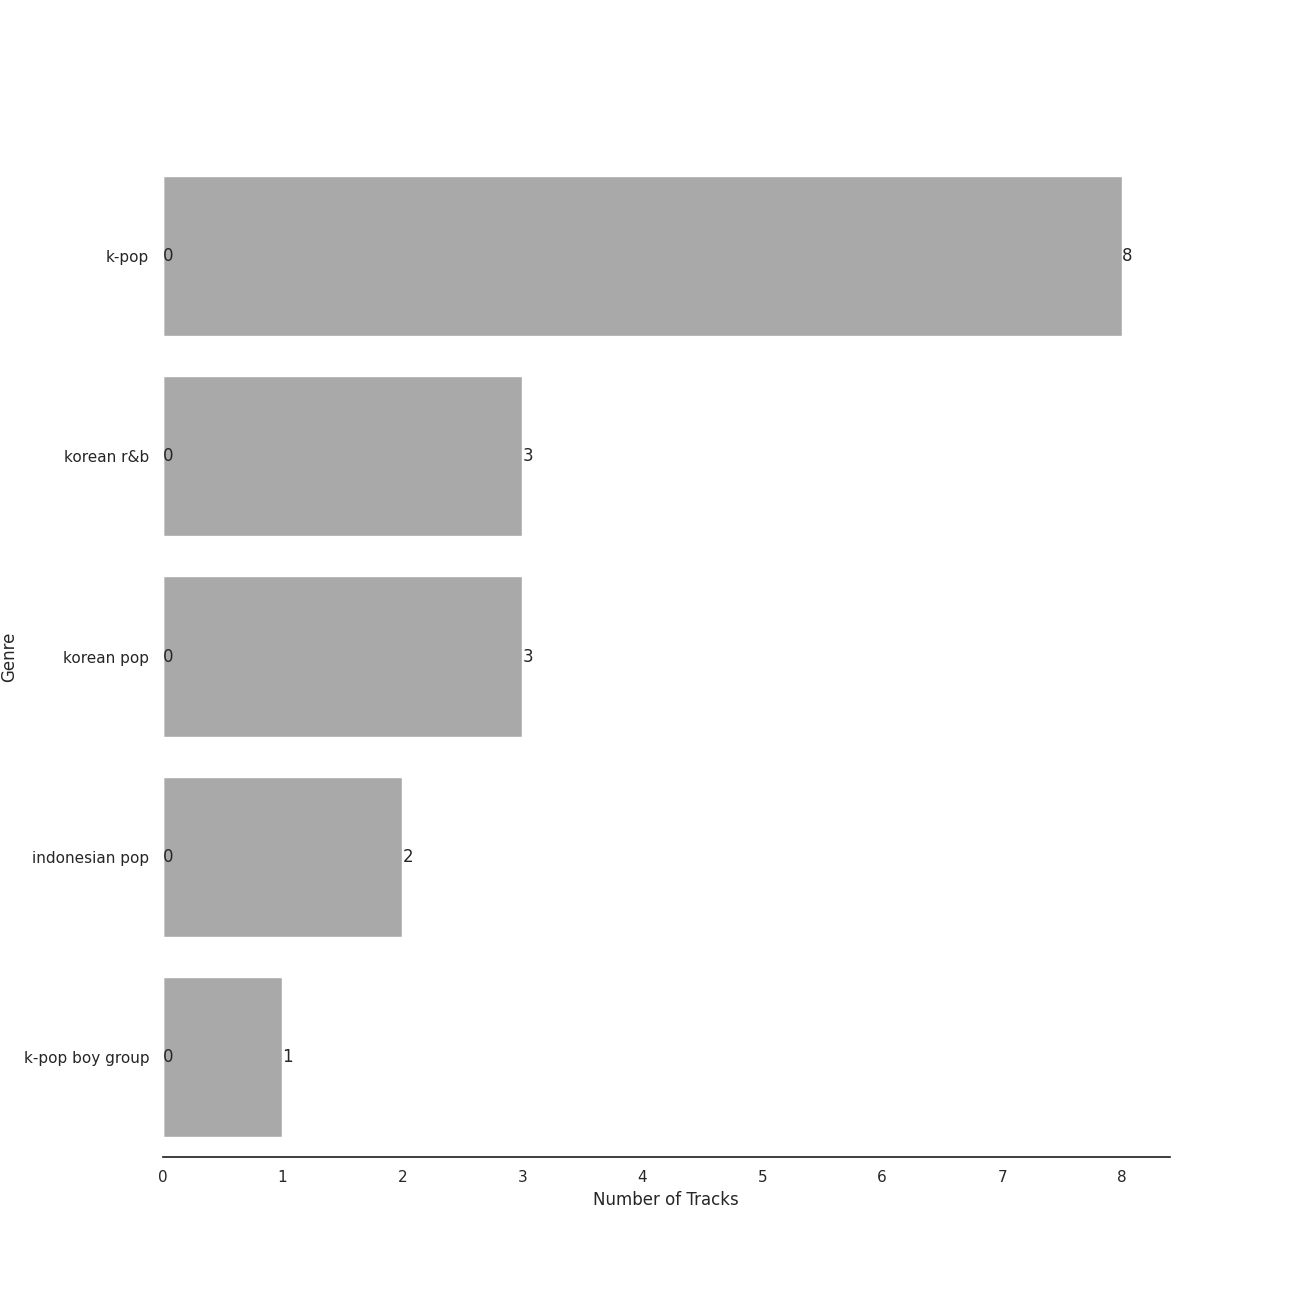 k-pop 0 8
korean r&b 0 3
korean pop 0 3
Genre
indonesian pop 0 2
k-pop boy group 0 1
0 1 2 3 4 5 6 7 8
Number of Tracks